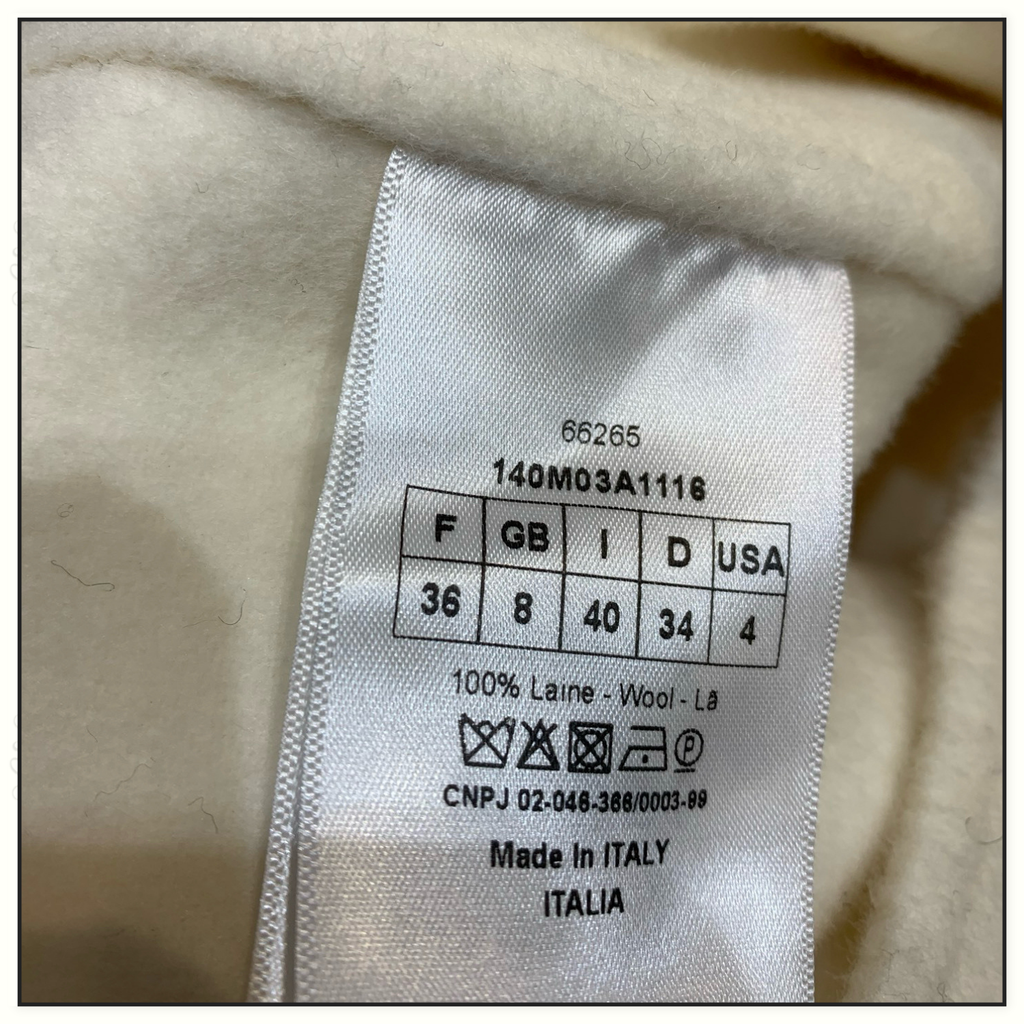 66265
140M03A1116
F GB I D USA
36 8 40 34 4
100% Laine - Wool - Lã
P
CNPJ 02-046-366/0003-99
Made In ITALY
ITALIA